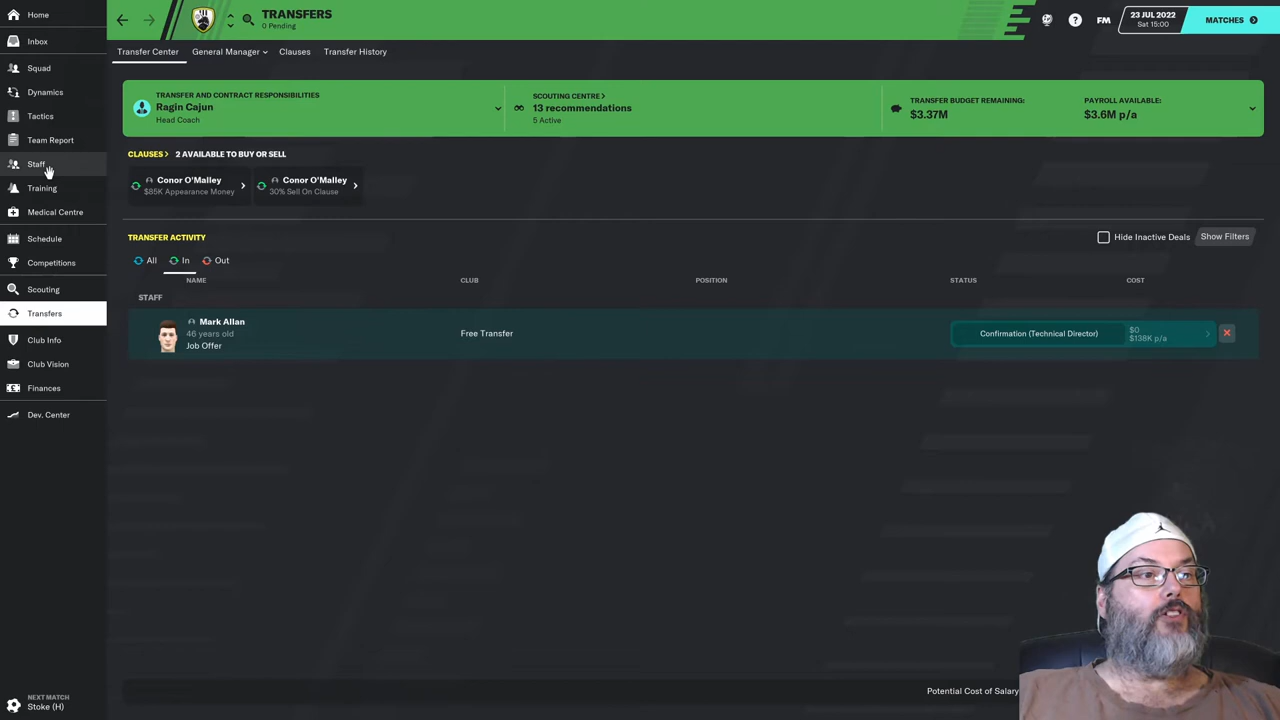 Home
Inbox
Squad
Dynamics
Tactics
Team Report
Staff
Training
Medical Centre
Schedule
Competitions
Scouting
Transfers
Club Info
Club Vision
Finances
Dev. Center
NEXT MATCH
Stoke (H)
TRANSFERS
0 Pending
FM
23 JUL 2022
Sat 15:00
MATCHES
Transfer Center
General Manager
Clauses
Transfer History
TRANSFER AND CONTRACT RESPONSIBILITIES
Ragin Cajun
Head Coach
SCOUTING CENTRE >
13 recommendations
5 Active
TRANSFER BUDGET REMAINING:
$3.37M
PAYROLL AVAILABLE:
$3.6M p/a
CLAUSES > 2 AVAILABLE TO BUY OR SELL
Conor O'Malley
$85K Appearance Money
Conor O'Malley
30% Sell On Clause
TRANSFER ACTIVITY
Hide Inactive Deals
Show Filters
All
In
Out
NAME CLUB POSITION STATUS COST
STAFF
Mark Allan
46 years old
Job Offer
Free Transfer
Confirmation (Technical Director)
$0
$138K p/a
Potential Cost of Salary